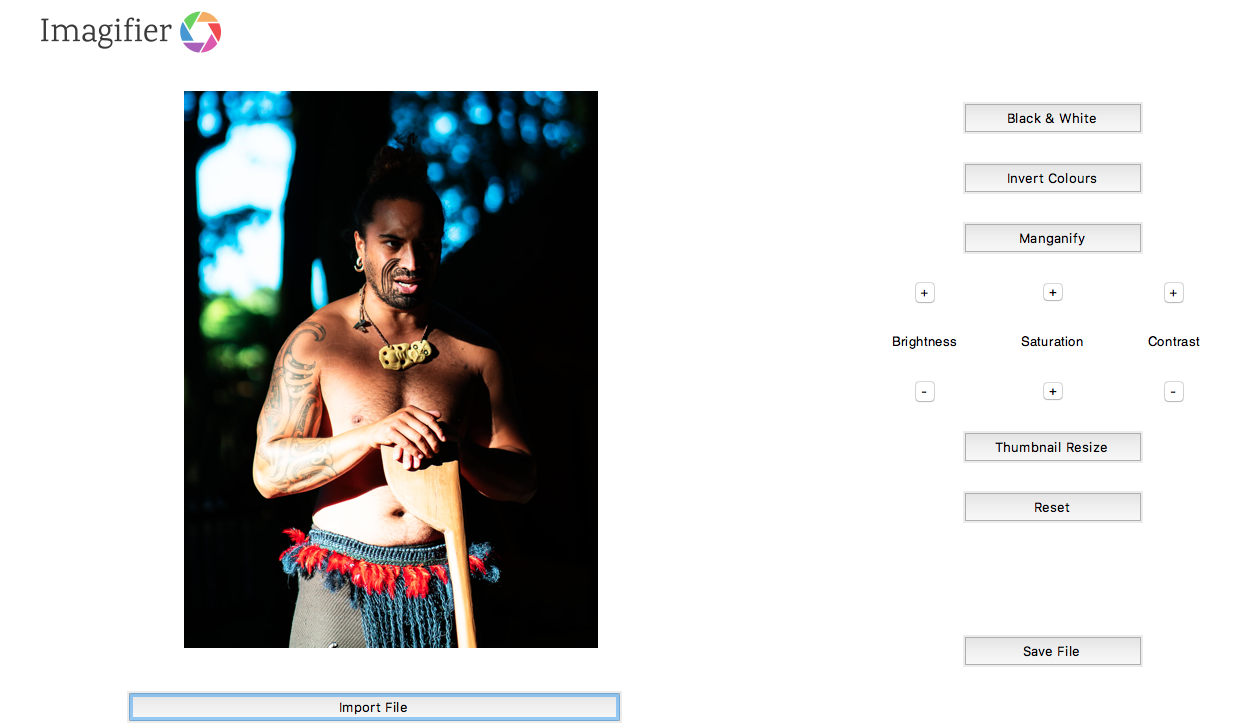 Imagifier
Black & White
Invert Colours
Manganify
+ + +
Brightness Saturation Contrast
- + -
Thumbnail Resize
Reset
Save File
Import File